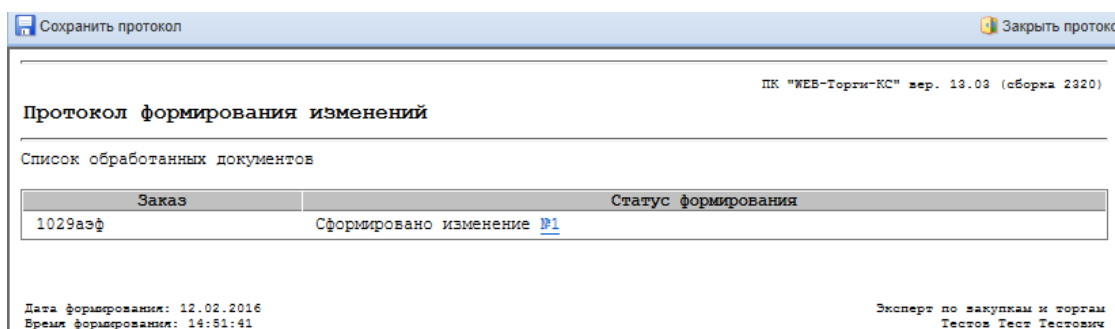 Сохранить протокол
Закрыть протоко
ПК "WEB-Торги-КС" вер. 13.03 (сборка 2320)
Протокол формирования изменений
Список обработанных документов
Заказ Статус формирования
1029аэф Сформировано изменение №1
Дата формирования: 12.02.2016 Эксперт по закупкам и торгам
Время формирования: 14:51:41 Тестов Тест Тестович